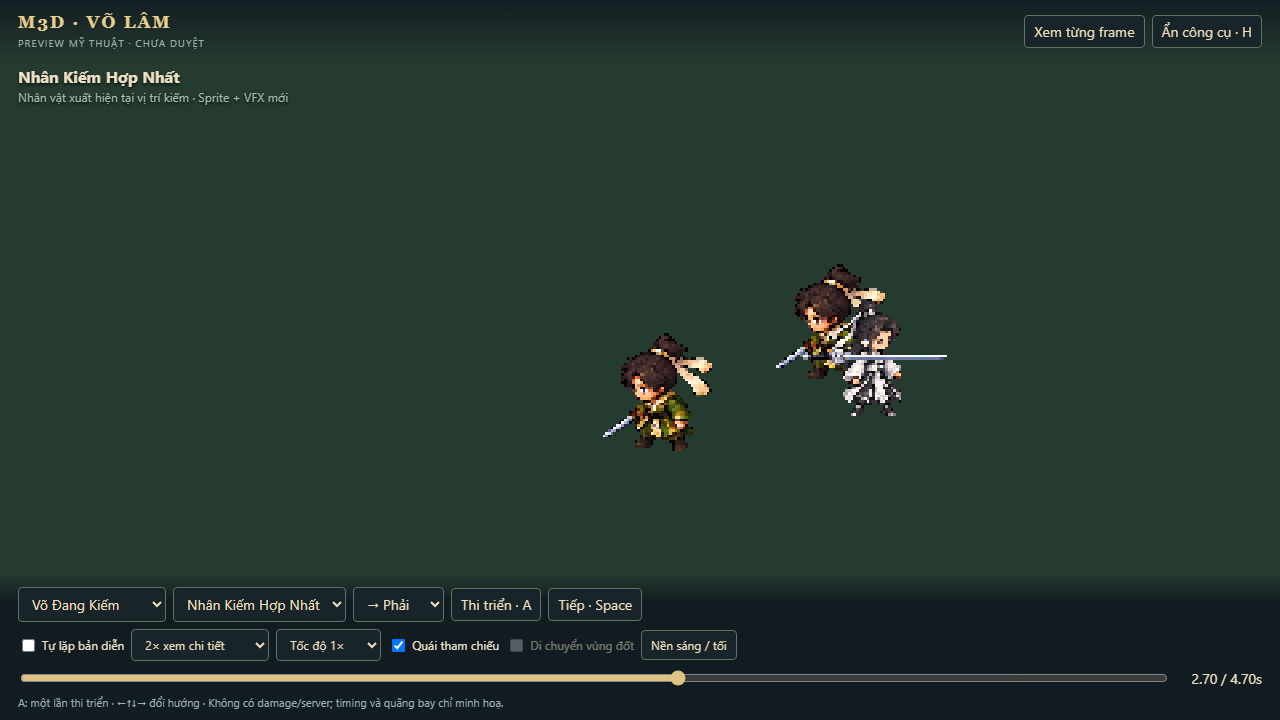 M3D · VÕ LÂM
PREVIEW MỸ THUẬT · CHƯA DUYỆT
Xem từng frame
Ẩn công cụ · H
Nhân Kiếm Hợp Nhất
Nhân vật xuất hiện tại vị trí kiếm · Sprite + VFX mới
Võ Đang Kiếm
Nhân Kiếm Hợp Nhất
→ Phải
Thi triển · A
Tiếp · Space
Tự lặp bản diễn
2× xem chi tiết
Tốc độ 1×
Quái tham chiếu
Di chuyển vùng đốt
Nền sáng / tối
2.70 / 4.70s
A: một lần thi triển · ←↑↓→ đổi hướng · Không có damage/server; timing và quãng bay chỉ minh hoạ.